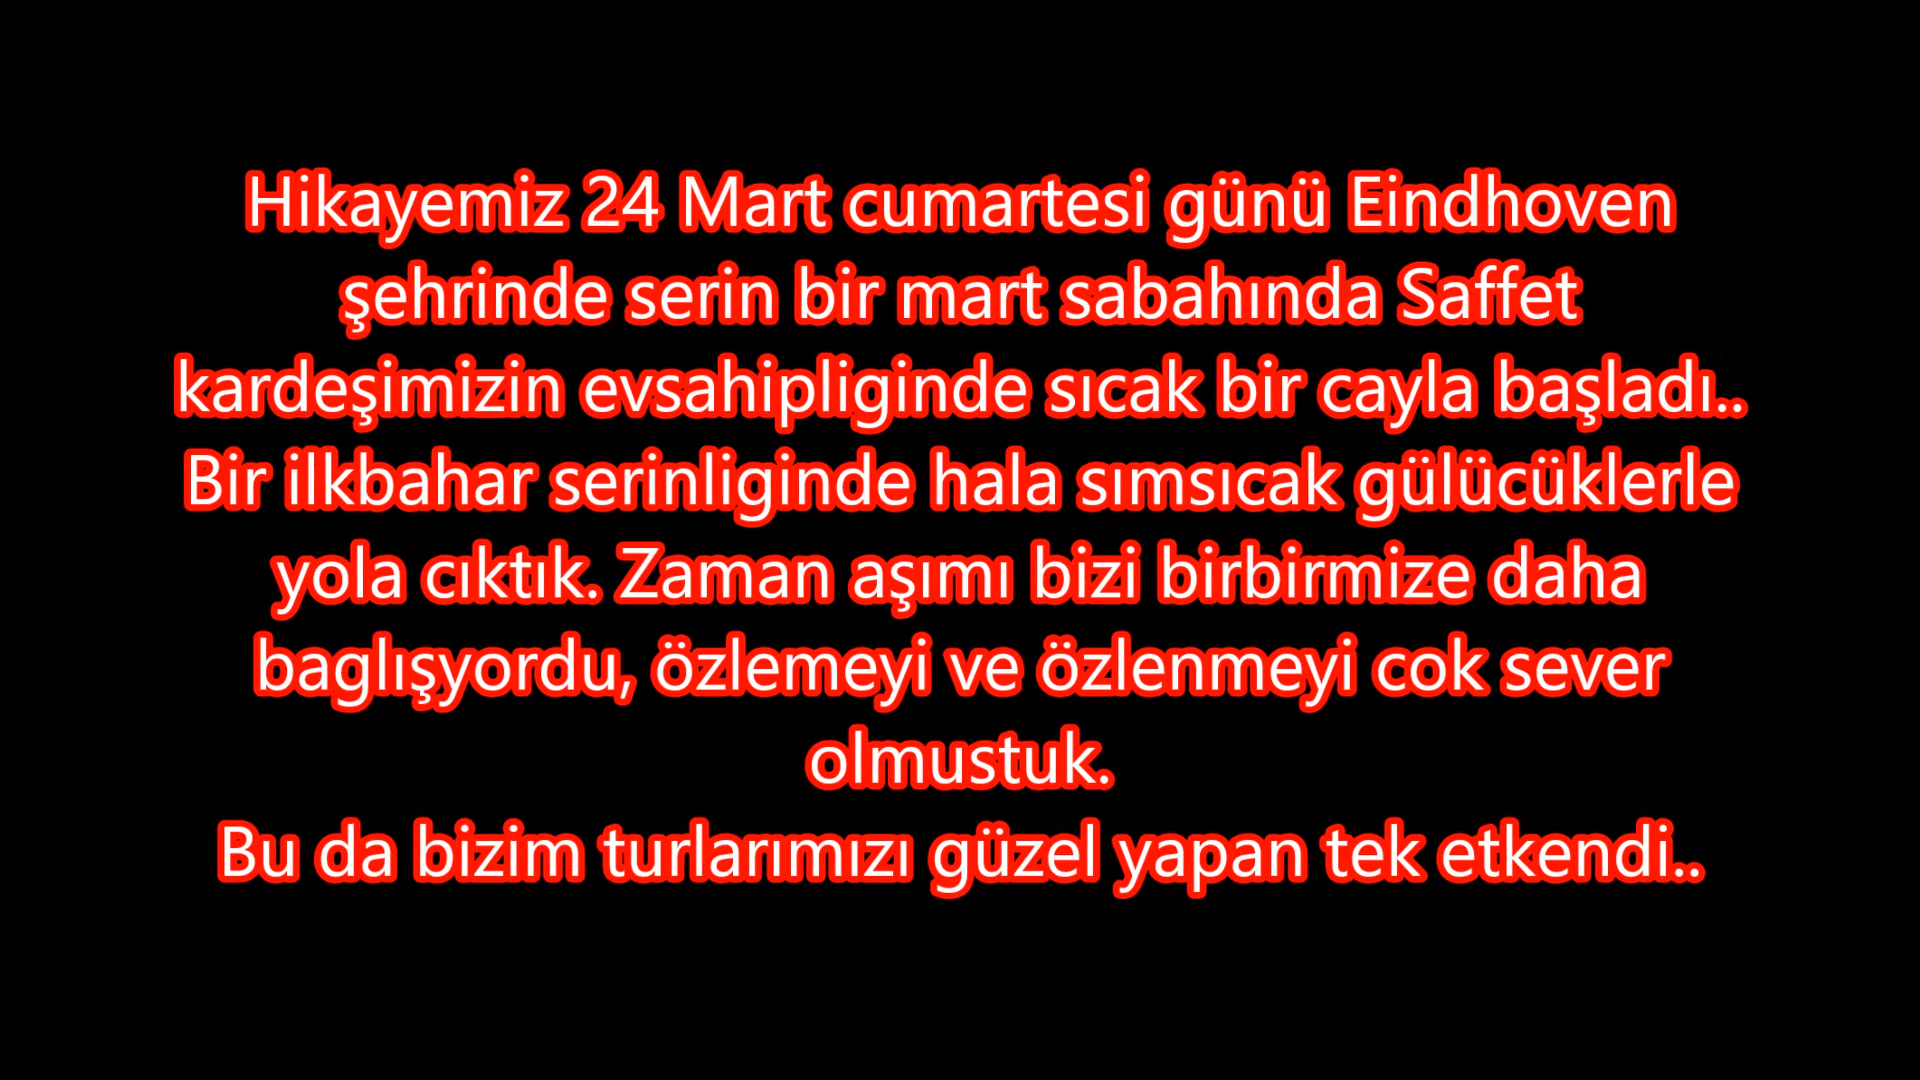 Hikayemiz 24 Mart cumartesi günü Eindhoven
şehrinde serin bir mart sabahında Saffet
kardeşimizin evsahipliginde sıcak bir cayla başladı..
Bir ilkbahar serinliginde hala sımsıcak gülücüklerle
yola cıktık. Zaman aşımı bizi birbirmize daha
baglışyordu, özlemeyi ve özlenmeyi cok sever
olmustuk.
Bu da bizim turlarımızı güzel yapan tek etkendi..